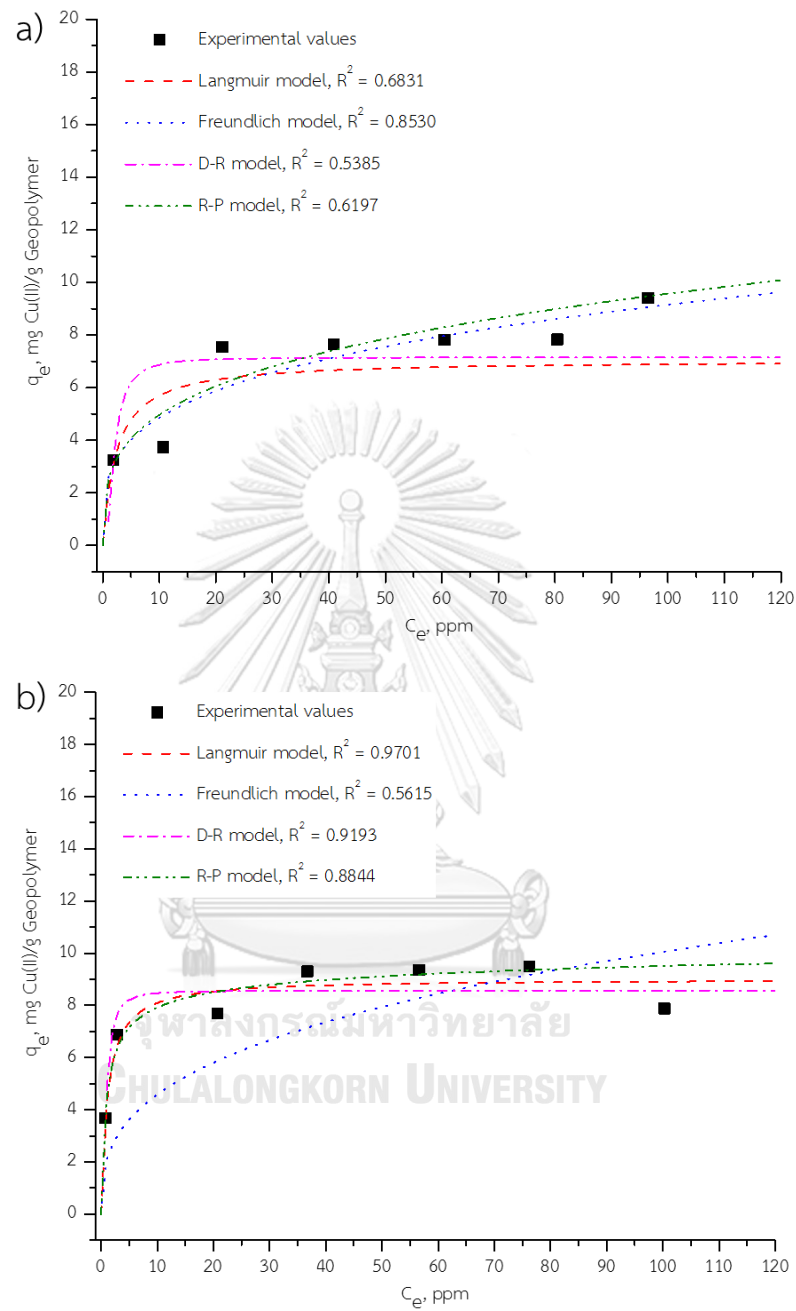 a)
20
18
16
14
12
10
8
6
4
2
0
qₑ, mg Cu(II)/g Geopolymer
Experimental values
Langmuir model, R² = 0.6831
Freundlich model, R² = 0.8530
D-R model, R² = 0.5385
R-P model, R² = 0.6197
0 10 20 30 40 50 60 70 80 90 100 110 120
Cₑ, ppm
b)
20
18
16
14
12
10
8
6
4
2
0
qₑ, mg Cu(II)/g Geopolymer
Experimental values
Langmuir model, R² = 0.9701
Freundlich model, R² = 0.5615
D-R model, R² = 0.9193
R-P model, R² = 0.8844
จุฬาลงกรณ์มหาวิทยาลัย
CHULALONGKORN UNIVERSITY
0 10 20 30 40 50 60 70 80 90 100 110 120
Cₑ, ppm